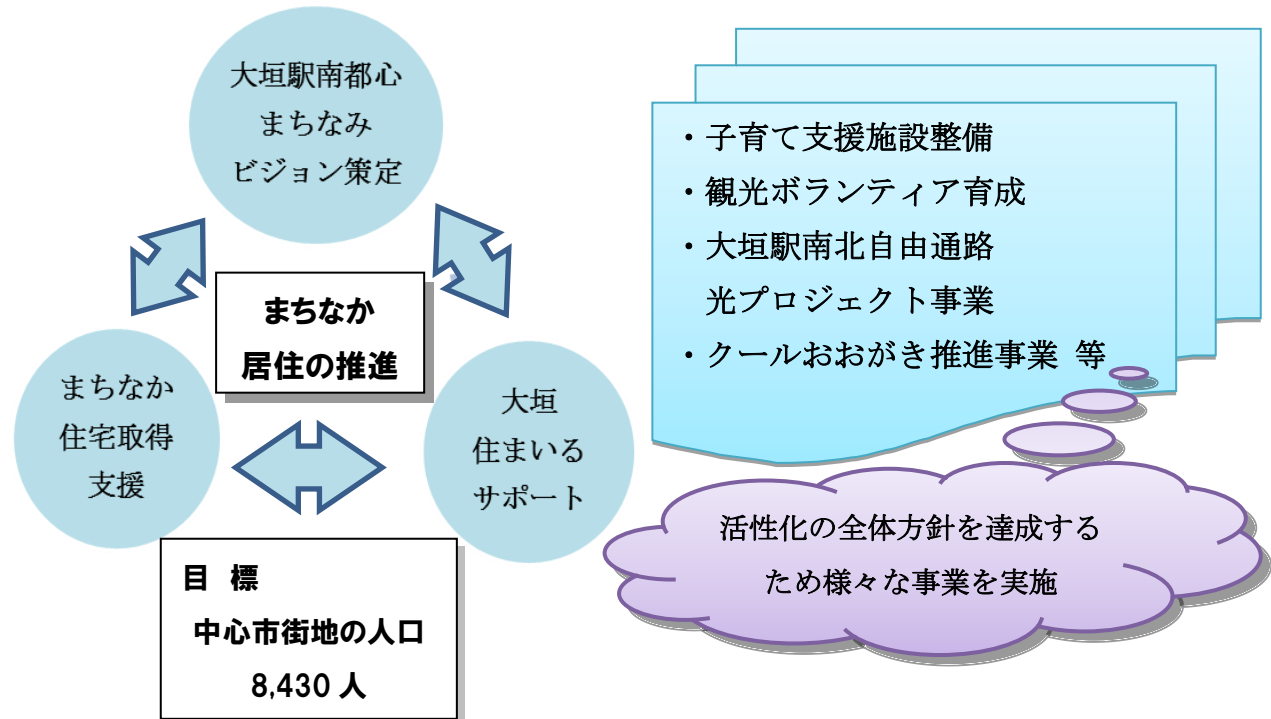 大垣駅南都心
まちなみ
ビジョン策定
まちなか
居住の推進
まちなか
住宅取得
支援
大垣
住まいる
サポート
目 標
中心市街地の人口
8,430 人
・子育て支援施設整備
・観光ボランティア育成
・大垣駅南北自由通路
光プロジェクト事業
・クールおおがき推進事業 等
活性化の全体方針を達成する
ため様々な事業を実施